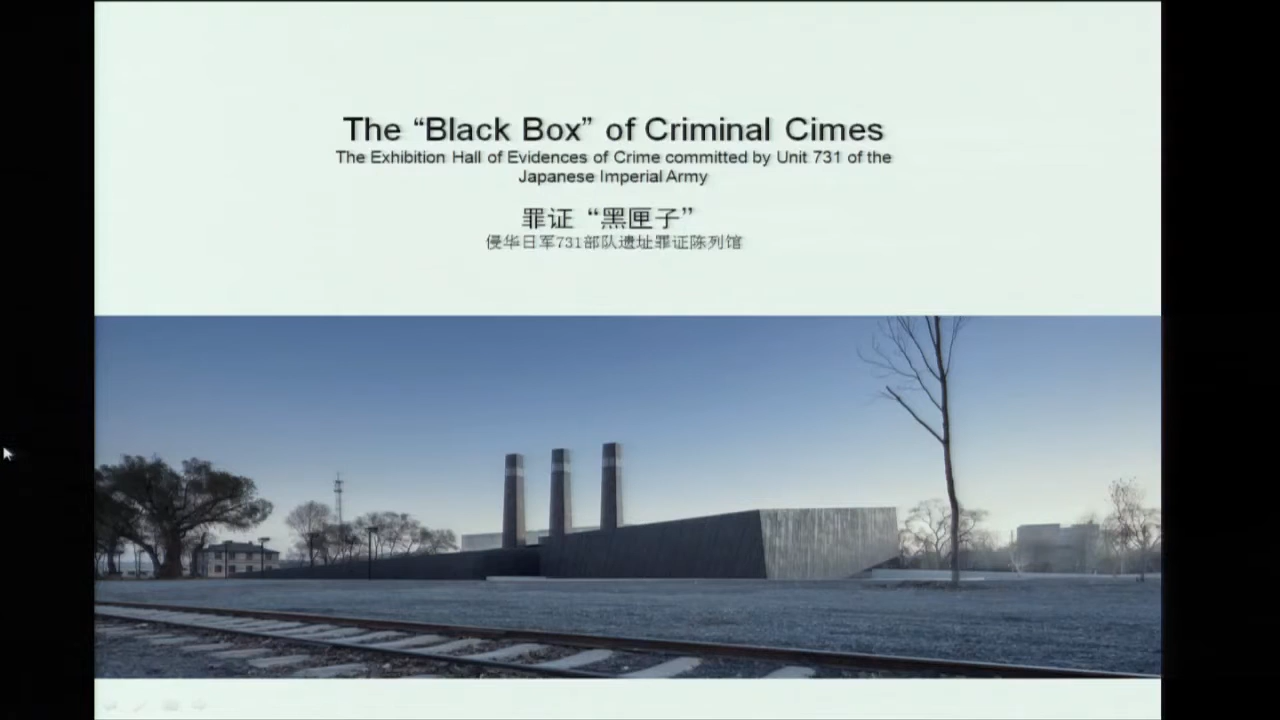 The “Black Box” of Criminal Cimes
The Exhibition Hall of Evidences of Crime committed by Unit 731 of the
Japanese Imperial Army
罪证“黑匣子”
侵华日军731部队遗址罪证陈列馆